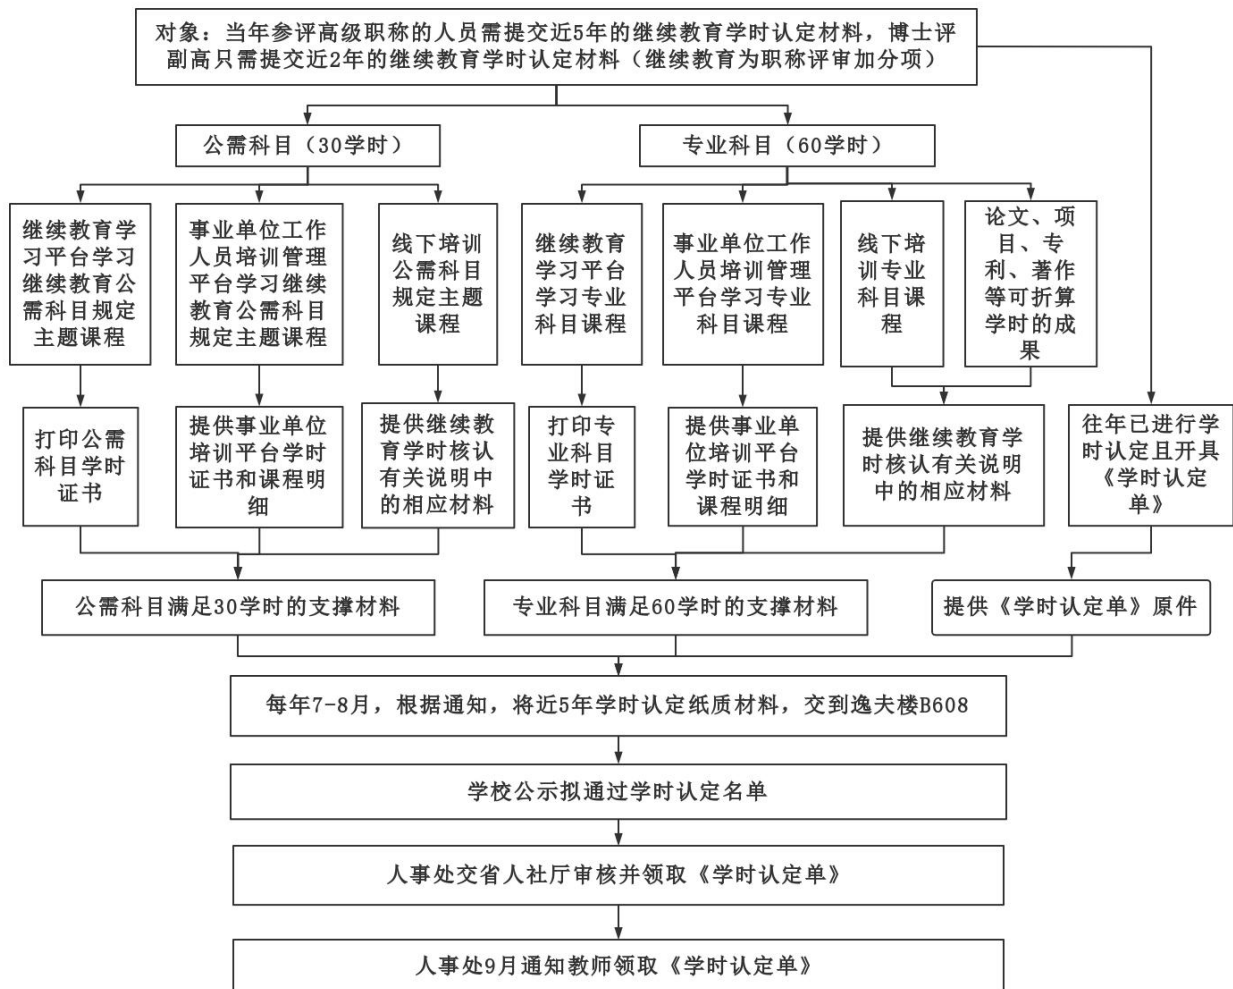 对象：当年参评高级职称的人员需提交近5年的继续教育学时认定材料，博士评
副高只需提交近2年的继续教育学时认定材料（继续教育为职称评审加分项）
公需科目（30学时）
专业科目（60学时）
继续教育学
习平台学习
继续教育公
需科目规定
主题课程
事业单位工作
人员培训管理
平台学习继续
教育公需科目
规定主题课程
线下培训
公需科目
规定主题
课程
继续教育
学习平台
学习专业
科目课程
事业单位工作
人员培训管理
平台学习专业
科目课程
线下培
训专业
科目课
程
论文、项
目、专
利、著作
等可折算
学时的成
果
打印公需
科目学时
证书
提供事业单位
培训平台学时
证书和课程明
细
提供继续教
育学时核认
有关说明中
的相应材料
打印专
业科目
学时证
书
提供事业单
位培训平台
学时证书和
课程明细
提供继续教育学
时核认有关说明
中的相应材料
往年已进行学
时认定且开具
《学时认定
单》
公需科目满足30学时的支撑材料
专业科目满足60学时的支撑材料
提供《学时认定单》原件
每年7-8月，根据通知，将近5年学时认定纸质材料，交到逸夫楼B608
学校公示拟通过学时认定名单
人事处交省人社厅审核并领取《学时认定单》
人事处9月通知教师领取《学时认定单》